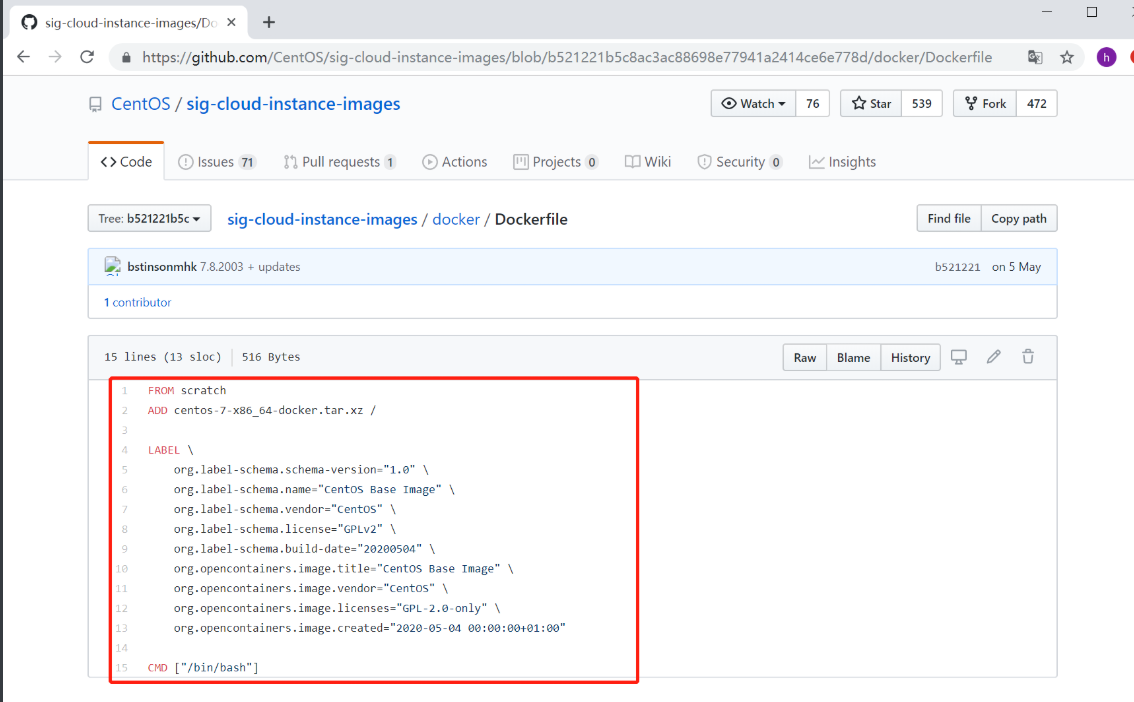 sig-cloud-instance-images/Do
https://github.com/CentOS/sig-cloud-instance-images/blob/b521221b5c8ac3ac88698e77941a2414ce6e778d/docker/Dockerfile
h
CentOS / sig-cloud-instance-images
Watch 76 Star 539 Fork 472
Code Issues 71 Pull requests 1 Actions Projects 0 Wiki Security 0 Insights
Tree: b521221b5c sig-cloud-instance-images / docker / Dockerfile Find file Copy path
bstinsonmhk 7.8.2003 + updates b521221 on 5 May
1 contributor
15 lines (13 sloc) 516 Bytes Raw Blame History
1 FROM scratch
2 ADD centos-7-x86_64-docker.tar.xz /
3
4 LABEL \
5 org.label-schema.schema-version="1.0" \
6 org.label-schema.name="CentOS Base Image" \
7 org.label-schema.vendor="CentOS" \
8 org.label-schema.license="GPLv2" \
9 org.label-schema.build-date="20200504" \
10 org.opencontainers.image.title="CentOS Base Image" \
11 org.opencontainers.image.vendor="CentOS" \
12 org.opencontainers.image.licenses="GPL-2.0-only" \
13 org.opencontainers.image.created="2020-05-04 00:00:00+01:00"
14
15 CMD ["/bin/bash"]